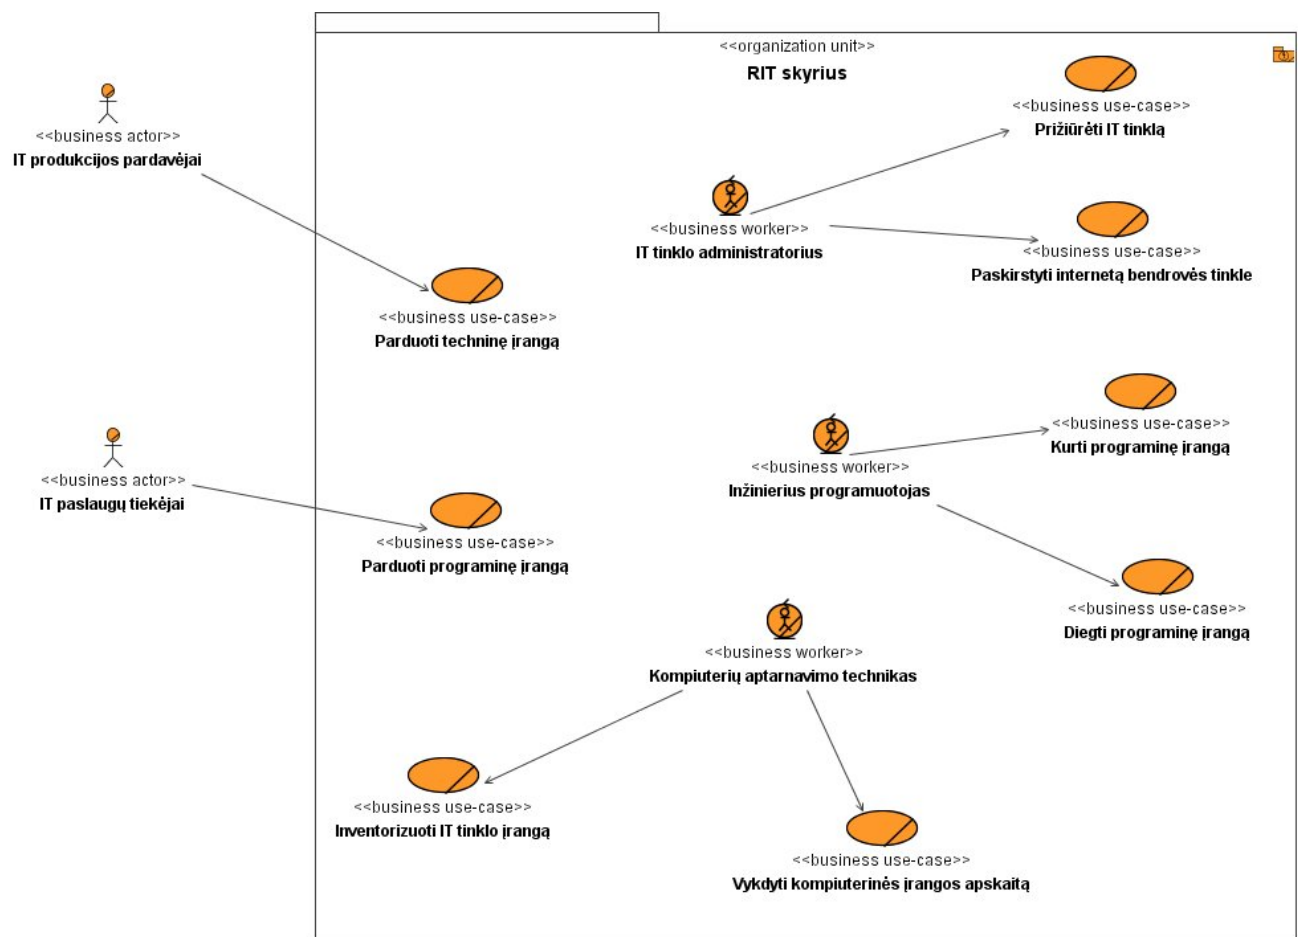 <<organization unit>>
RIT skyrius
<<business use-case>>
Prižiūrėti IT tinklą
<<business actor>>
IT produkcijos pardavėjai
<<business worker>>
IT tinklo administratorius
<<business use-case>>
Paskirstyti internetą bendrovės tinkle
<<business use-case>>
Parduoti techninę įrangą
<<business use-case>>
Kurti programinę įrangą
<<business worker>>
Inžinierius programuotojas
<<business actor>>
IT paslaugų tiekėjai
<<business use-case>>
Parduoti programinę įrangą
<<business use-case>>
Diegti programinę įrangą
<<business worker>>
Kompiuterių aptarnavimo technikas
<<business use-case>>
Inventorizuoti IT tinklo įrangą
<<business use-case>>
Vykdyti kompiuterinės įrangos apskaitą